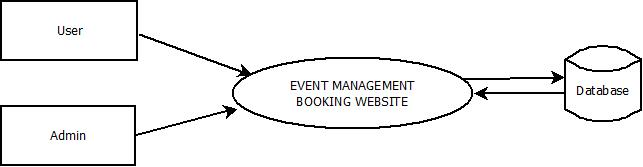 User
EVENT MANAGEMENT
BOOKING WEBSITE
Database
Admin